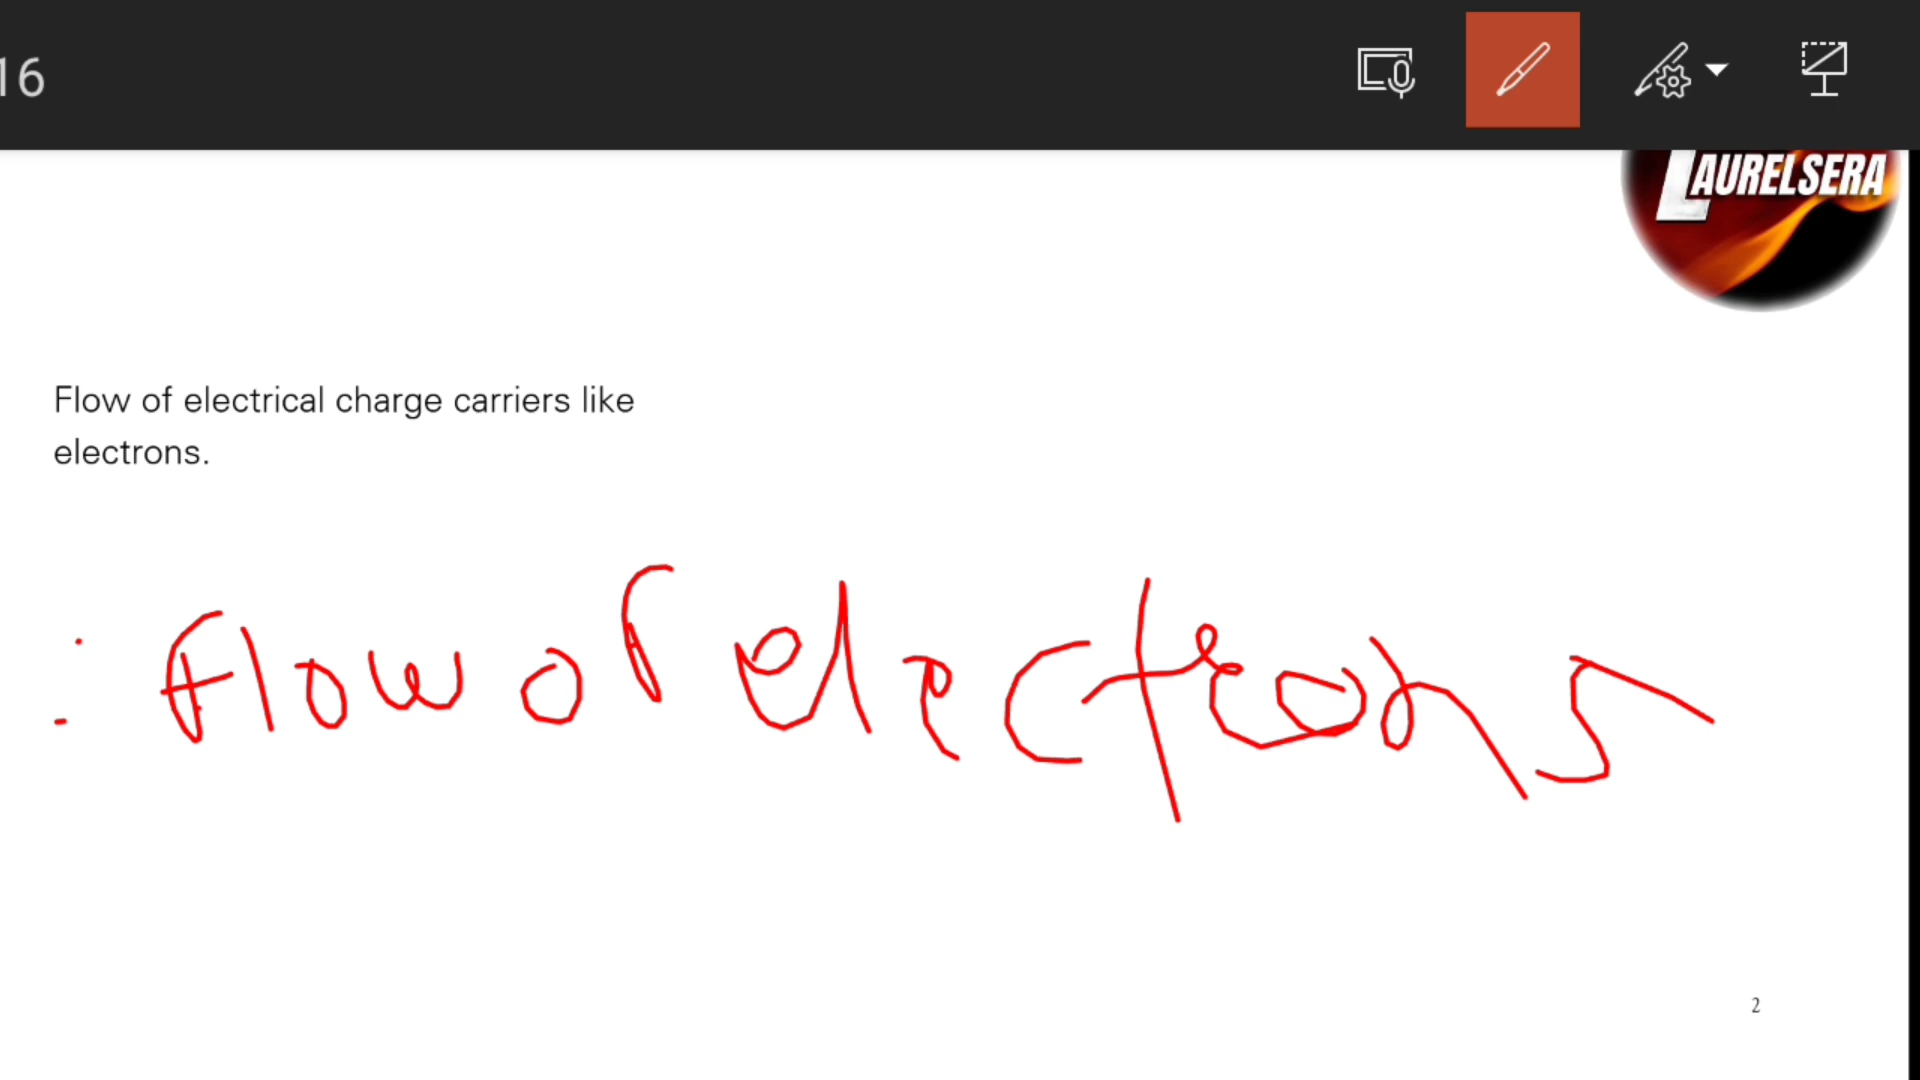 16
LAURELSERA
Flow of electrical charge carriers like
electrons.
: Flow of electrons
2